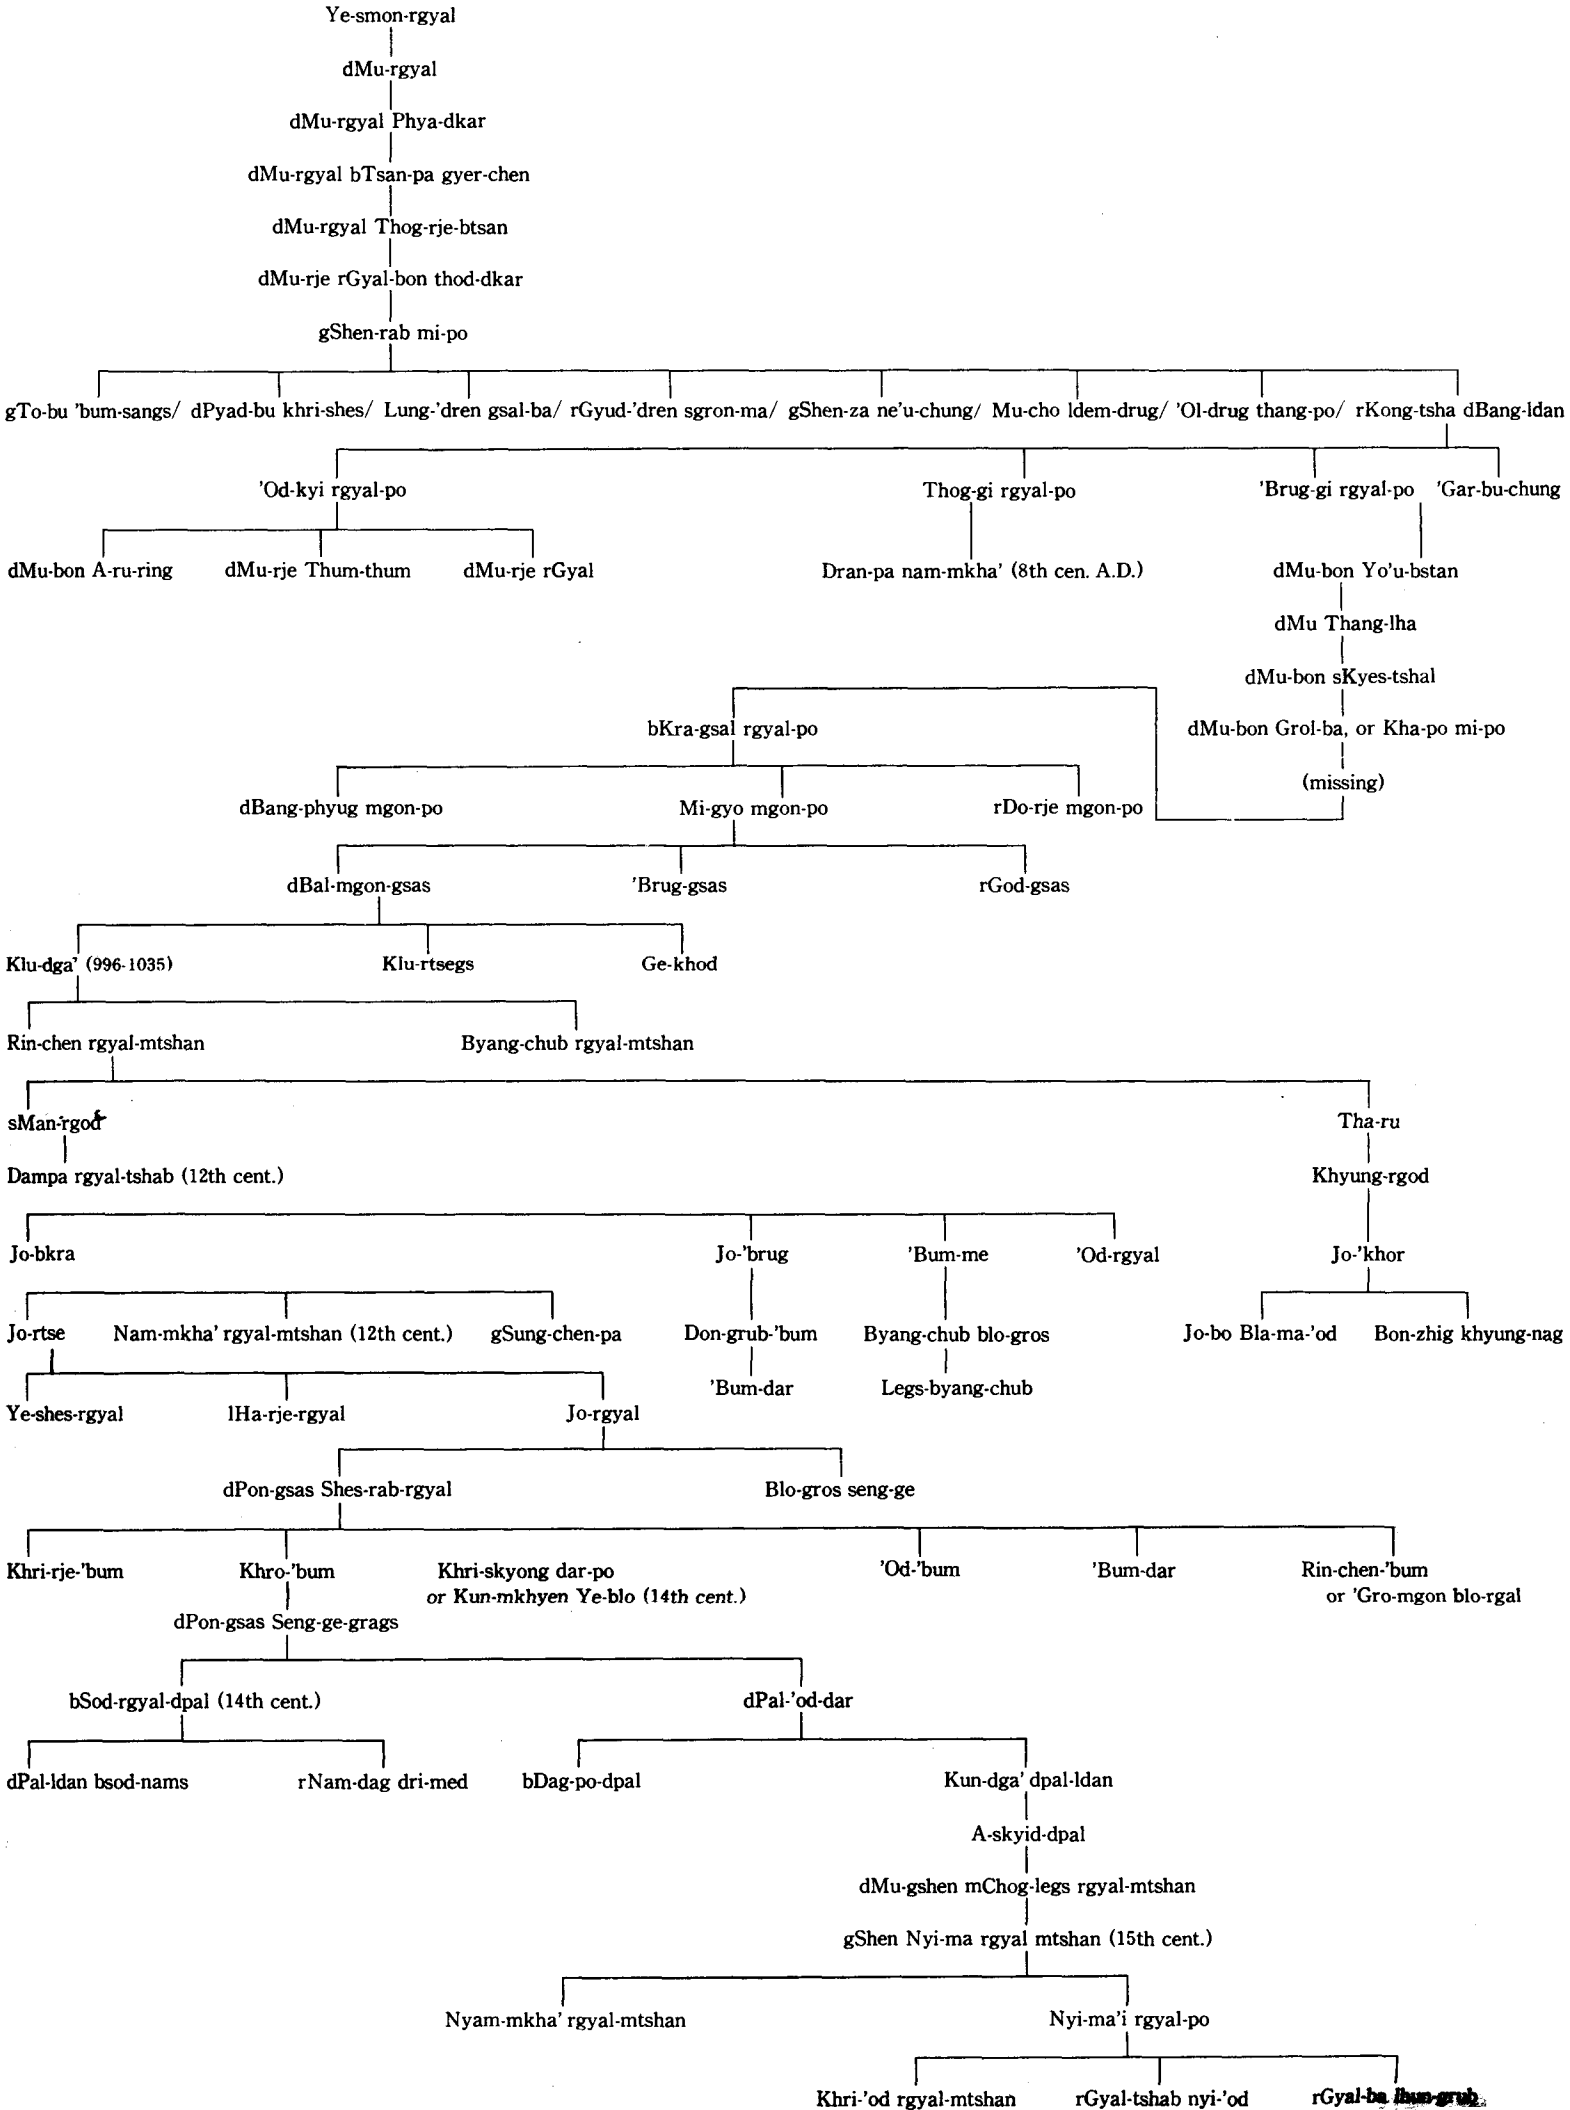 Ye-smon-rgyal
dMu-rgyal
dMu-rgyal Phya-dkar
dMu-rgyal bTsan-pa gyer-chen
dMu-rgyal Thog-rje-btsan
dMu-rje rGyal-bon thod-dkar
gShen-rab mi-po
gTo-bu 'bum-sangs/ dPyad-bu khri-shes/ Lung-'dren gsal-ba/ rGyud-'dren sgron-ma/ gShen-za ne'u-chung/ Mu-cho ldem-drug/ 'Ol-drug thang-po/ rKong-tsha dBang-ldan
'Od-kyi rgyal-po Thog-gi rgyal-po 'Brug-gi rgyal-po 'Gar-bu-chung
dMu-bon A-ru-ring dMu-rje Thum-thum dMu-rje rGyal Dran-pa nam-mkha' (8th cen. A.D.) dMu-bon Yo'u-bstan
dMu Thang-lha
dMu-bon sKyes-tshal
bKra-gsal rgyal-po dMu-bon Grol-ba, or Kha-po mi-po
(missing)
dBang-phyug mgon-po Mi-gyo mgon-po rDo-rje mgon-po
dBal-mgon-gsas 'Brug-gsas rGod-gsas
Klu-dga' (996-1035) Klu-rtsegs Ge-khod
Rin-chen rgyal-mtshan Byang-chub rgyal-mtshan
sMan-rgod Tha-ru
Dampa rgyal-tshab (12th cent.) Khyung-rgod
Jo-bkra Jo-'brug 'Bum-me 'Od-rgyal Jo-'khor
Jo-rtse Nam-mkha' rgyal-mtshan (12th cent.) gSung-chen-pa Don-grub-'bum Byang-chub blo-gros Jo-bo Bla-ma-'od Bon-zhig khyung-nag
'Bum-dar Legs-byang-chub
Ye-shes-rgyal lHa-rje-rgyal Jo-rgyal
dPon-gsas Shes-rab-rgyal Blo-gros seng-ge
Khri-rje-'bum Khro-'bum Khri-skyong dar-po 'Od-'bum 'Bum-dar Rin-chen-'bum
or Kun-mkhyen Ye-blo (14th cent.) or 'Gro-mgon blo-rgal
dPon-gsas Seng-ge-grags
bSod-rgyal-dpal (14th cent.) dPal-'od-dar
dPal-ldan bsod-nams rNam-dag dri-med bDag-po-dpal Kun-dga' dpal-ldan
A-skyid-dpal
dMu-gshen mChog-legs rgyal-mtshan
gShen Nyi-ma rgyal mtshan (15th cent.)
Nyam-mkha' rgyal-mtshan Nyi-ma'i rgyal-po
Khri-'od rgyal-mtshan rGyal-tshab nyi-'od rGyal-ba lhun-grub